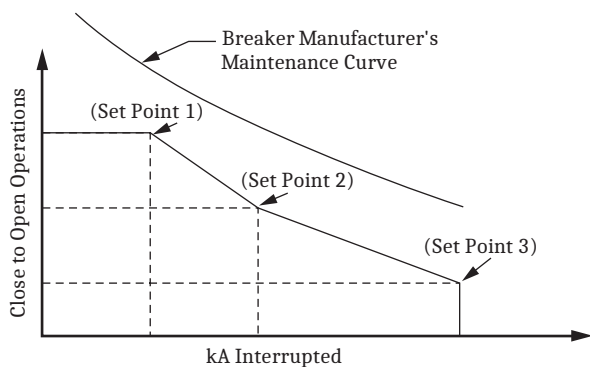 Breaker Manufacturer's
Maintenance Curve
(Set Point 1)
(Set Point 2)
(Set Point 3)
Close to Open Operations
kA Interrupted